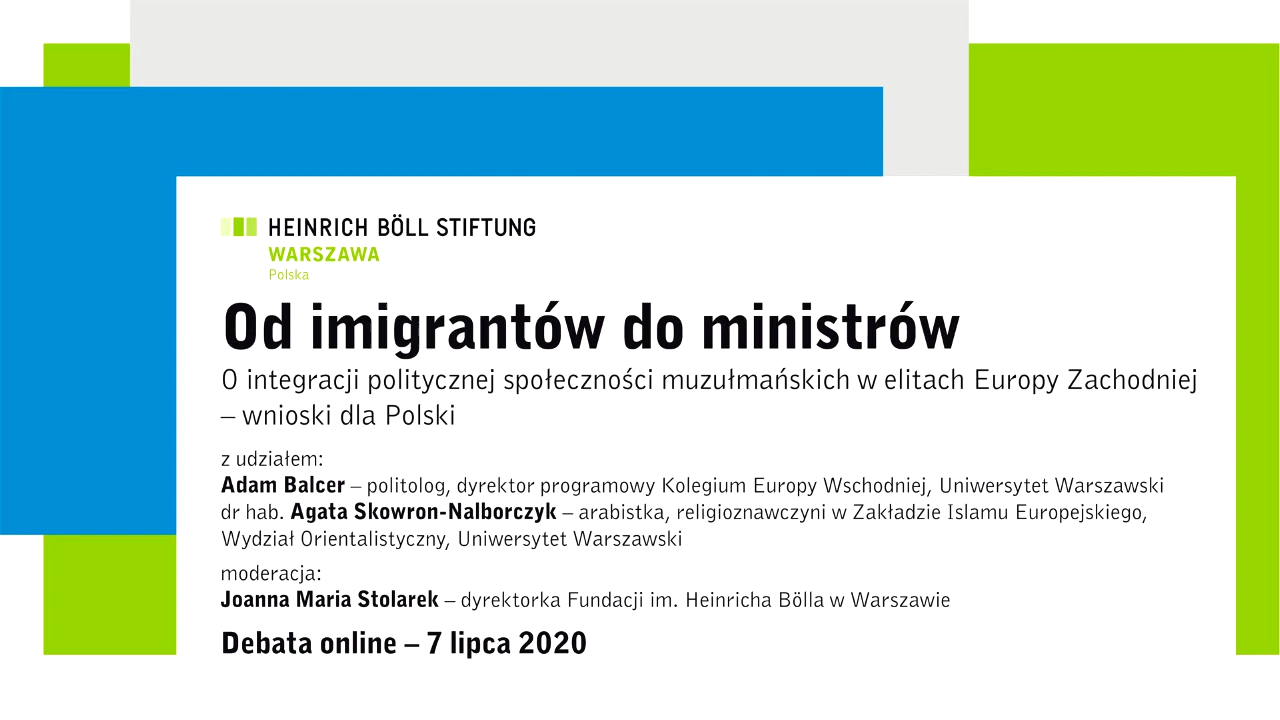 HEINRICH BÖLL STIFTUNG
WARSZAWA
Polska
Od imigrantów do ministrów
O integracji politycznej społeczności muzułmańskich w elitach Europy Zachodniej
– wnioski dla Polski
z udziałem:
Adam Balcer – politolog, dyrektor programowy Kolegium Europy Wschodniej, Uniwersytet Warszawski
dr hab. Agata Skowron-Nalborczyk – arabistka, religioznawczyni w Zakładzie Islamu Europejskiego,
Wydział Orientalistyczny, Uniwersytet Warszawski
moderacja:
Joanna Maria Stolarek – dyrektorka Fundacji im. Heinricha Bölla w Warszawie
Debata online – 7 lipca 2020